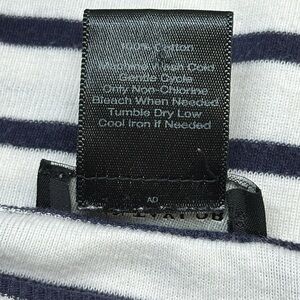 100% Cotton
Machine Wash Cold
Gentle Cycle
Only Non-Chlorine
Bleach When Needed
Tumble Dry Low
Cool Iron if Needed
AD